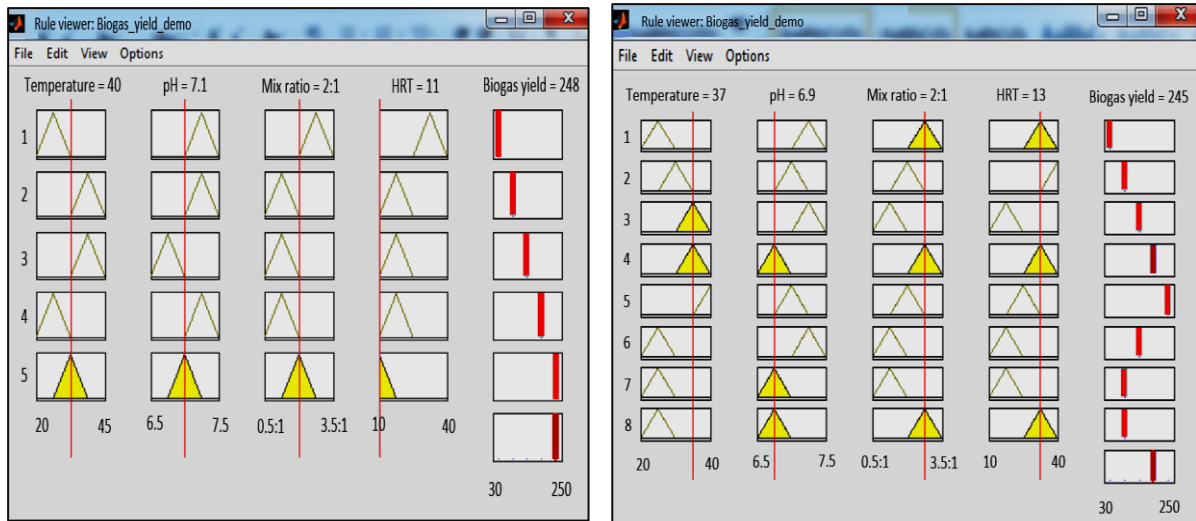 Rule viewer: Biogas_yield_demo
File Edit View Options
Temperature = 40 pH = 7.1 Mix ratio = 2:1 HRT = 11 Biogas yield = 248
1
2
3
4
5
20 45 6.5 7.5 0.5:1 3.5:1 10 40
30 250
Rule viewer: Biogas_yield_demo
File Edit View Options
Temperature = 37 pH = 6.9 Mix ratio = 2:1 HRT = 13 Biogas yield = 245
1
2
3
4
5
6
7
8
20 40 6.5 7.5 0.5:1 3.5:1 10 40
30 250